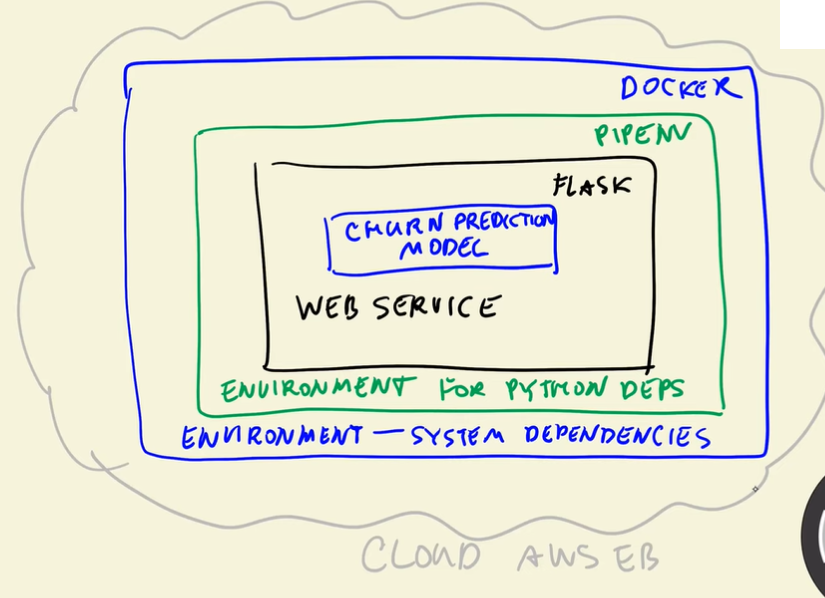 DOCKER
PIPENV
FLASK
CHURN PREDICTION
MODEL
WEB SERVICE
ENVIRONMENT FOR PYTHON DEPS
ENVIRONMENT — SYSTEM DEPENDENCIES
CLOUD AWS EB